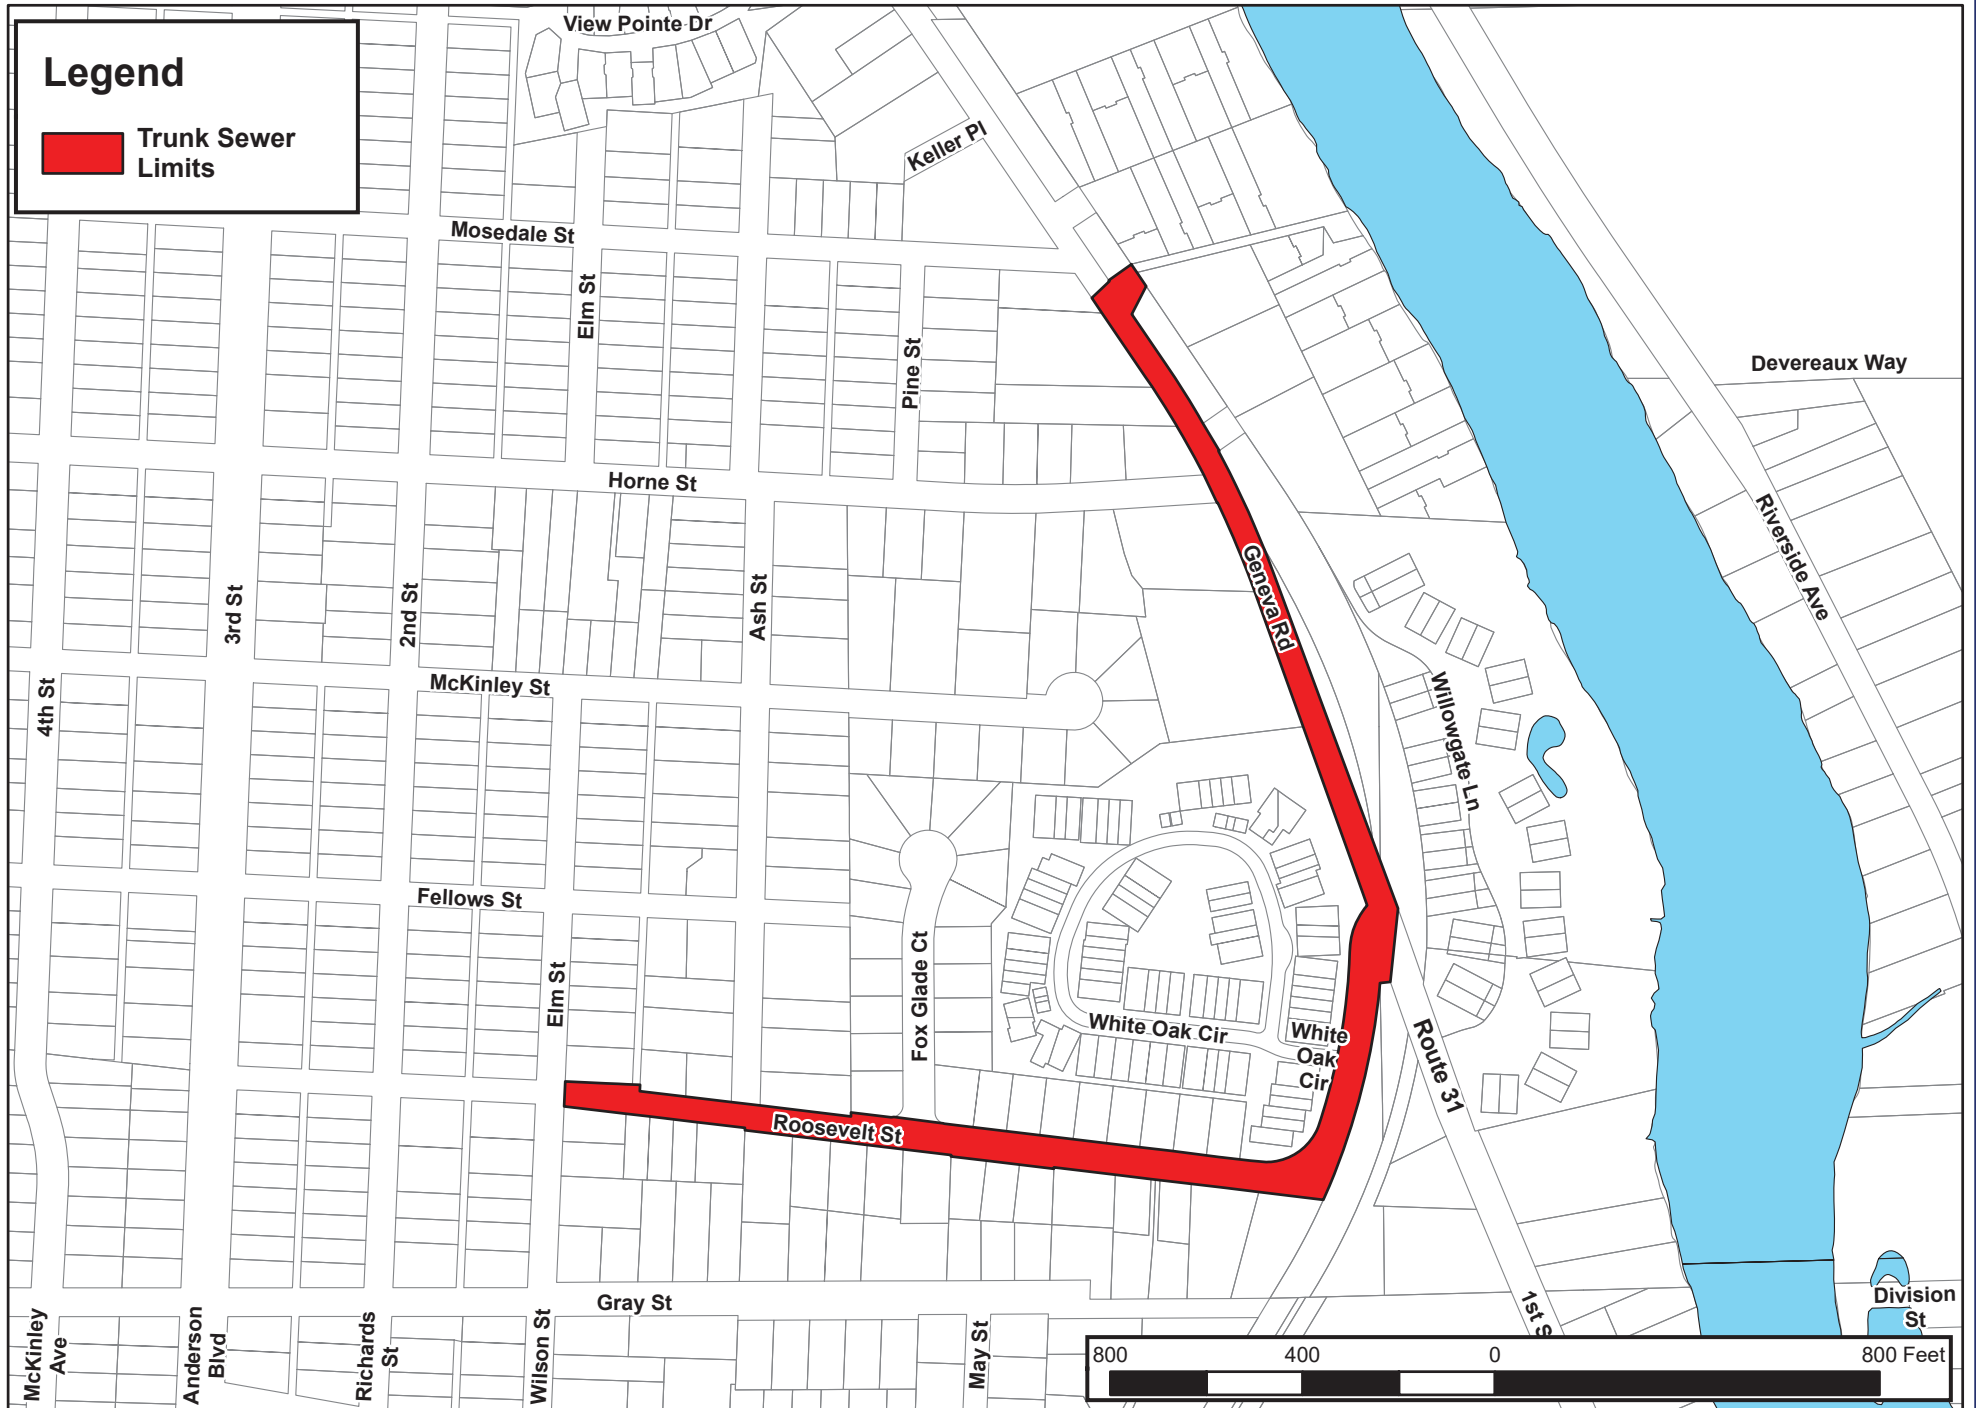 View Pointe Dr
Legend
Trunk Sewer
Limits
Keller Pl
Mosedale St
Elm St
Pine St
Devereaux Way
Horne St
Riverside Ave
Geneva Rd
3rd St
2nd St
Ash St
4th St
McKinley St
Willowgate Ln
Fellows St
Fox Glade Ct
Elm St
White Oak Cir
White
Oak
Cir
Route 31
Roosevelt St
Gray St
Division
St
1st S
McKinley
Ave
Anderson
Blvd
Richards
St
Wilson St
May St
800 400 0 800 Feet